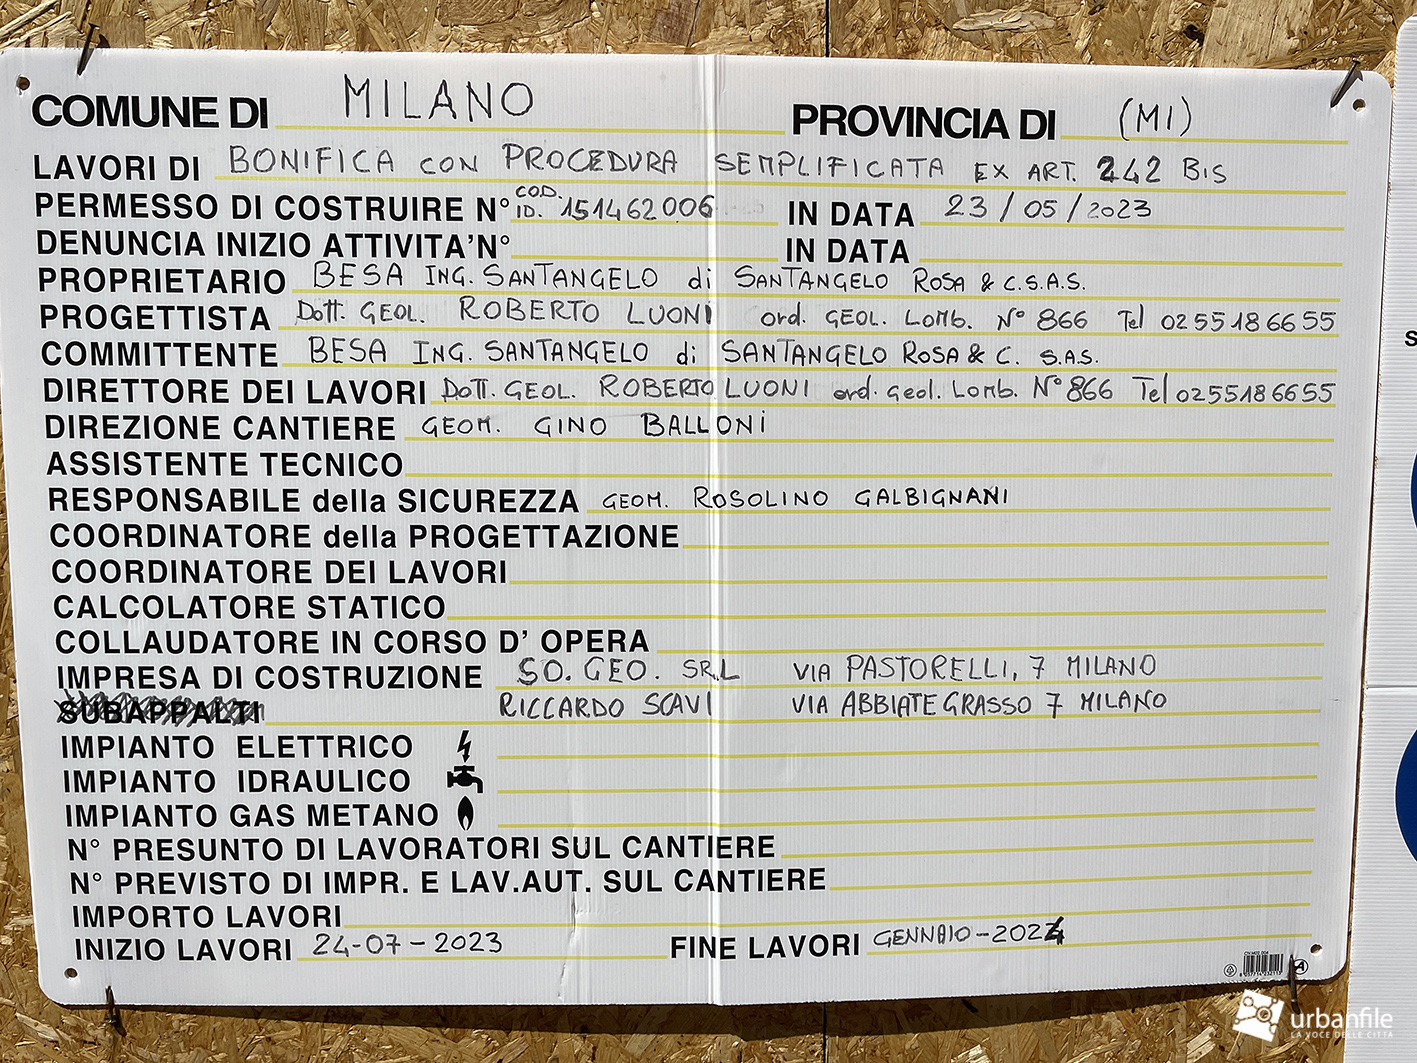 COMUNE DI MILANO PROVINCIA DI (MI)
LAVORI DI BONIFICA CON PROCEDURA SEMPLIFICATA EX ART. 242 BIS
PERMESSO DI COSTRUIRE N° COD. ID. 151462006 IN DATA 23/05/2023
DENUNCIA INIZIO ATTIVITA' N° IN DATA
PROPRIETARIO BESA ING. SANTANGELO di SANTANGELO ROSA & C.S.A.S.
PROGETTISTA Dott. GEOL. ROBERTO LUONI ord. GEOL. LOMB. N° 866 Tel 0255186655
COMMITTENTE BESA ING. SANTANGELO di SANTANGELO ROSA & C. S.A.S.
DIRETTORE DEI LAVORI Dott. GEOL. ROBERTO LUONI ord. Geol. Lomb. N° 866 Tel 0255186655
DIREZIONE CANTIERE GEOM. GINO BALLONI
ASSISTENTE TECNICO
RESPONSABILE della SICUREZZA GEOM. ROSOLINO GALBIGNANI
COORDINATORE della PROGETTAZIONE
COORDINATORE DEI LAVORI
CALCOLATORE STATICO
COLLAUDATORE IN CORSO D' OPERA
IMPRESA DI COSTRUZIONE SO.GEO. SRL VIA PASTORELLI, 7 MILANO
SUBAPPALTI RICCARDO SCAVI VIA ABBIATEGRASSO 7 MILANO
IMPIANTO ELETTRICO
IMPIANTO IDRAULICO
IMPIANTO GAS METANO
N° PRESUNTO DI LAVORATORI SUL CANTIERE
N° PREVISTO DI IMPR. E LAV.AUT. SUL CANTIERE
IMPORTO LAVORI
INIZIO LAVORI 24-07-2023 FINE LAVORI GENNAIO-2024
urbanfile
LA VOCE DELLE CITTÀ